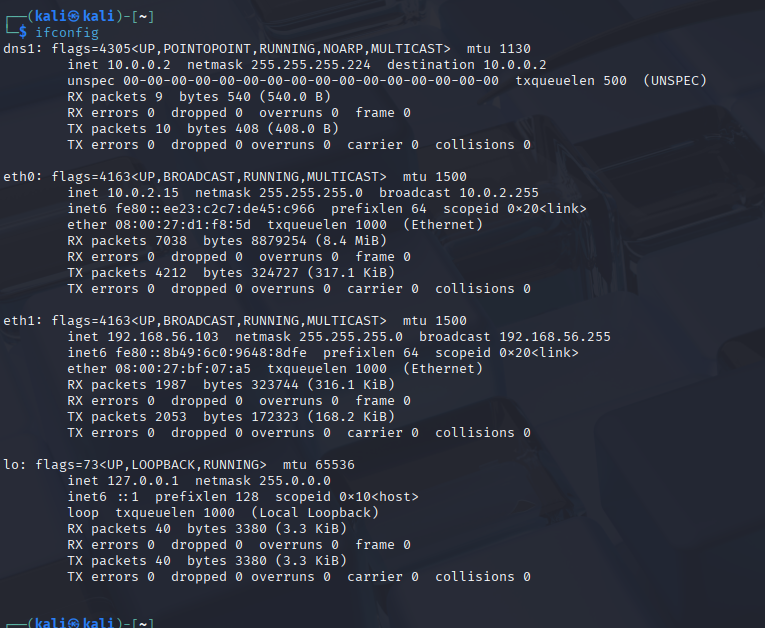 ┌──(kali㉿kali)-[~]
└─$ ifconfig
dns1: flags=4305<UP,POINTOPOINT,RUNNING,NOARP,MULTICAST>  mtu 1130
        inet 10.0.0.2  netmask 255.255.255.224  destination 10.0.0.2
        unspec 00-00-00-00-00-00-00-00-00-00-00-00-00-00-00-00  txqueuelen 500  (UNSPEC)
        RX packets 9  bytes 540 (540.0 B)
        RX errors 0  dropped 0  overruns 0  frame 0
        TX packets 10  bytes 408 (408.0 B)
        TX errors 0  dropped 0 overruns 0  carrier 0  collisions 0

eth0: flags=4163<UP,BROADCAST,RUNNING,MULTICAST>  mtu 1500
        inet 10.0.2.15  netmask 255.255.255.0  broadcast 10.0.2.255
        inet6 fe80::ee23:c2c7:de45:c966  prefixlen 64  scopeid 0×20<link>
        ether 08:00:27:d1:f8:5d  txqueuelen 1000  (Ethernet)
        RX packets 7038  bytes 8879254 (8.4 MiB)
        RX errors 0  dropped 0  overruns 0  frame 0
        TX packets 4212  bytes 324727 (317.1 KiB)
        TX errors 0  dropped 0 overruns 0  carrier 0  collisions 0

eth1: flags=4163<UP,BROADCAST,RUNNING,MULTICAST>  mtu 1500
        inet 192.168.56.103  netmask 255.255.255.0  broadcast 192.168.56.255
        inet6 fe80::8b49:6c0:9648:8dfe  prefixlen 64  scopeid 0×20<link>
        ether 08:00:27:bf:07:a5  txqueuelen 1000  (Ethernet)
        RX packets 1987  bytes 323744 (316.1 KiB)
        RX errors 0  dropped 0  overruns 0  frame 0
        TX packets 2053  bytes 172323 (168.2 KiB)
        TX errors 0  dropped 0 overruns 0  carrier 0  collisions 0

lo: flags=73<UP,LOOPBACK,RUNNING>  mtu 65536
        inet 127.0.0.1  netmask 255.0.0.0
        inet6 ::1  prefixlen 128  scopeid 0×10<host>
        loop  txqueuelen 1000  (Local Loopback)
        RX packets 40  bytes 3380 (3.3 KiB)
        RX errors 0  dropped 0  overruns 0  frame 0
        TX packets 40  bytes 3380 (3.3 KiB)
        TX errors 0  dropped 0 overruns 0  carrier 0  collisions 0

┌──(kali㉿kali)-[~]